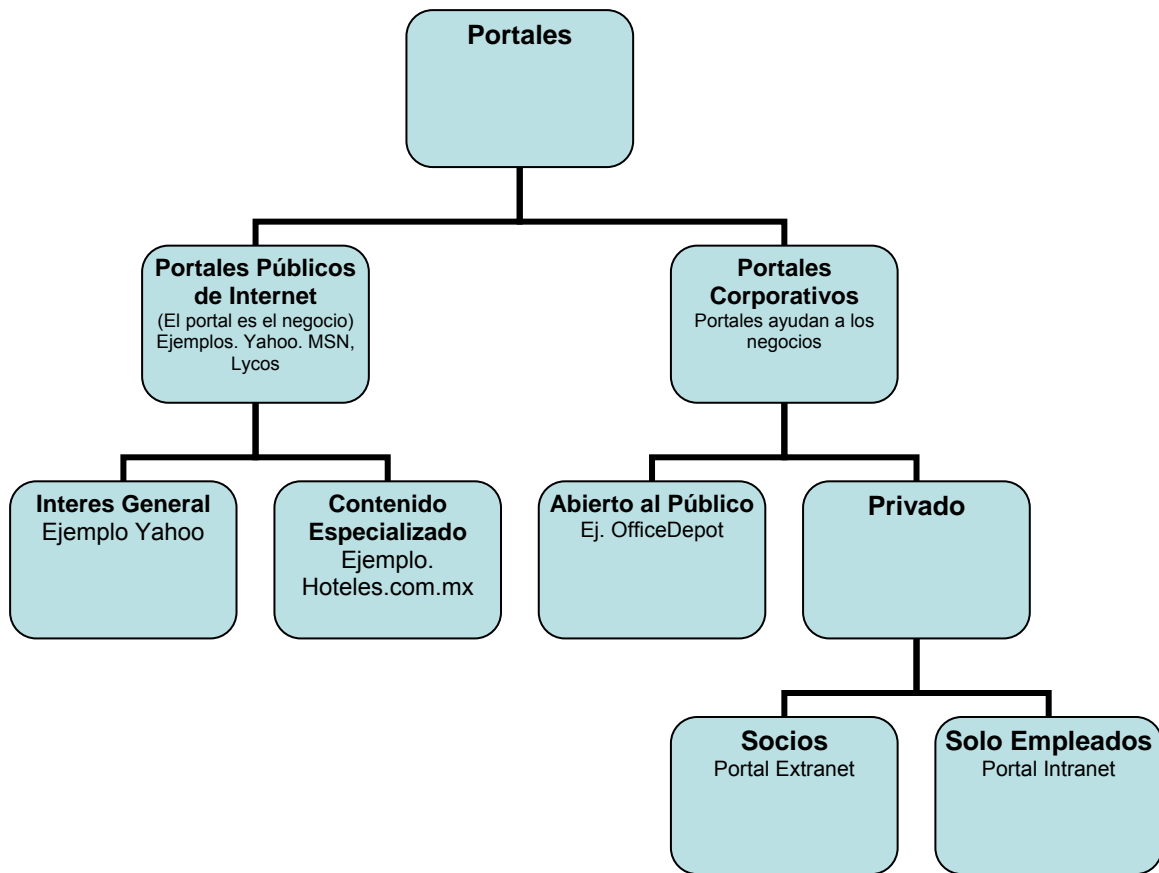 Portales
Portales Públicos
de Internet
(El portal es el negocio)
Ejemplos. Yahoo. MSN,
Lycos
Portales
Corporativos
Portales ayudan a los
negocios
Interes General
Ejemplo Yahoo
Contenido
Especializado
Ejemplo.
Hoteles.com.mx
Abierto al Público
Ej. OfficeDepot
Privado
Socios
Portal Extranet
Solo Empleados
Portal Intranet